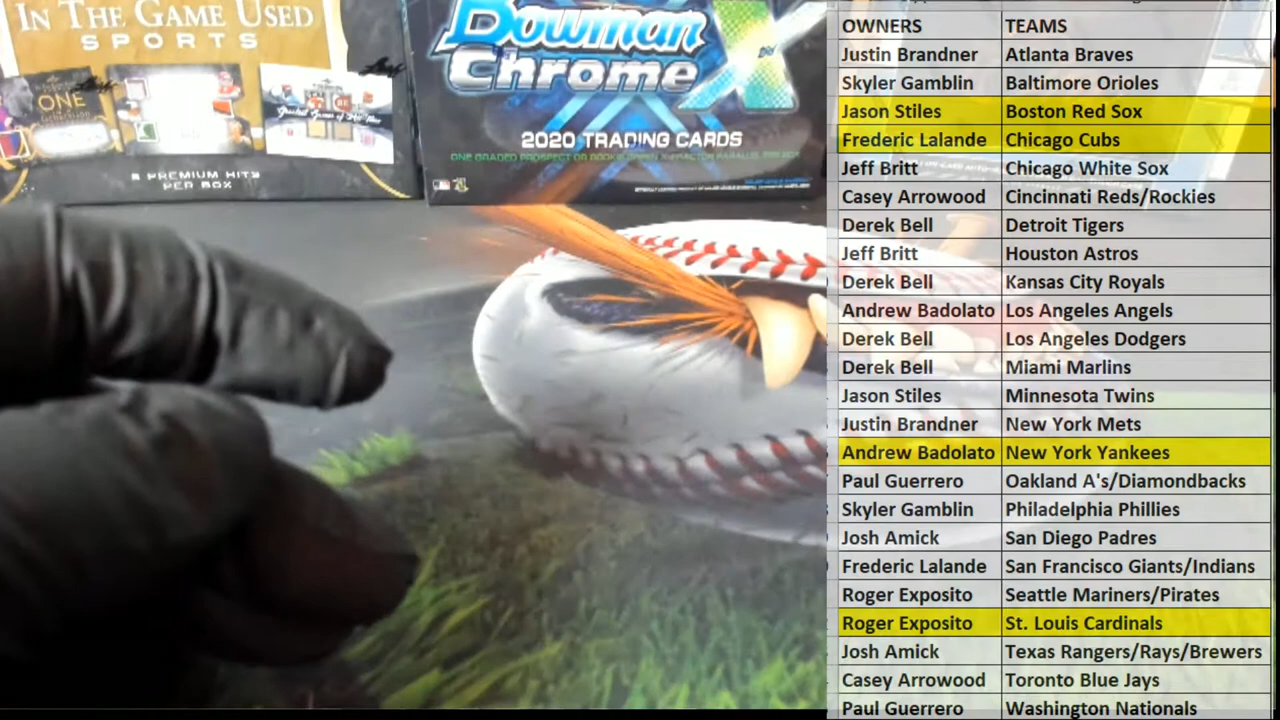 IN THE GAME USED
SPORTS
ONE
Greatest Games of
5 PREMIUM HITS
PER BOX
Bowman
Chrome X
2020 TRADING CARDS
OWNERS TEAMS
Justin Brandner Atlanta Braves
Skyler Gamblin Baltimore Orioles
Jason Stiles Boston Red Sox
Frederic Lalande Chicago Cubs
Jeff Britt Chicago White Sox
Casey Arrowood Cincinnati Reds/Rockies
Derek Bell Detroit Tigers
Jeff Britt Houston Astros
Derek Bell Kansas City Royals
Andrew Badolato Los Angeles Angels
Derek Bell Los Angeles Dodgers
Derek Bell Miami Marlins
Jason Stiles Minnesota Twins
Justin Brandner New York Mets
Andrew Badolato New York Yankees
Paul Guerrero Oakland A's/Diamondbacks
Skyler Gamblin Philadelphia Phillies
Josh Amick San Diego Padres
Frederic Lalande San Francisco Giants/Indians
Roger Exposito Seattle Mariners/Pirates
Roger Exposito St. Louis Cardinals
Josh Amick Texas Rangers/Rays/Brewers
Casey Arrowood Toronto Blue Jays
Paul Guerrero Washington Nationals